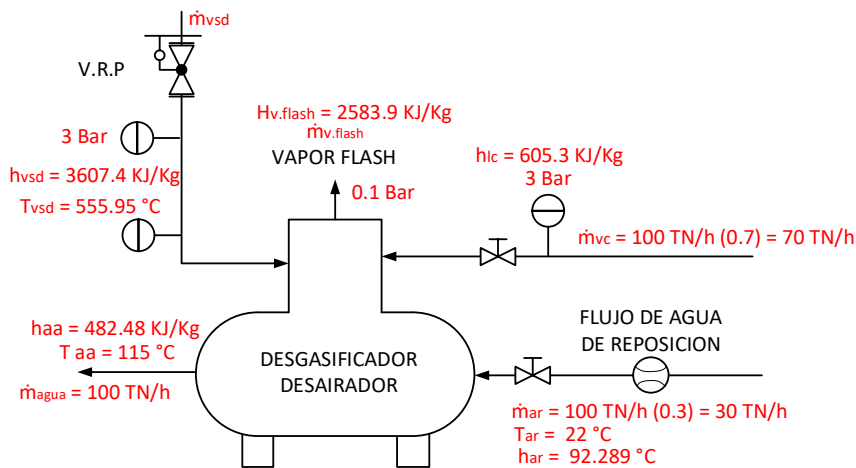 ṁvsd
V.R.P
3 Bar
hvsd = 3607.4 KJ/Kg
Tvsd = 555.95 °C
Hv.flash = 2583.9 KJ/Kg
ṁv.flash
VAPOR FLASH
0.1 Bar
hlc = 605.3 KJ/Kg
3 Bar
ṁvc = 100 TN/h (0.7) = 70 TN/h
haa = 482.48 KJ/Kg
T aa = 115 °C
ṁagua = 100 TN/h
DESGASIFICADOR
DESAIRADOR
FLUJO DE AGUA
DE REPOSICION
ṁar = 100 TN/h (0.3) = 30 TN/h
Tar = 22 °C
har = 92.289 °C